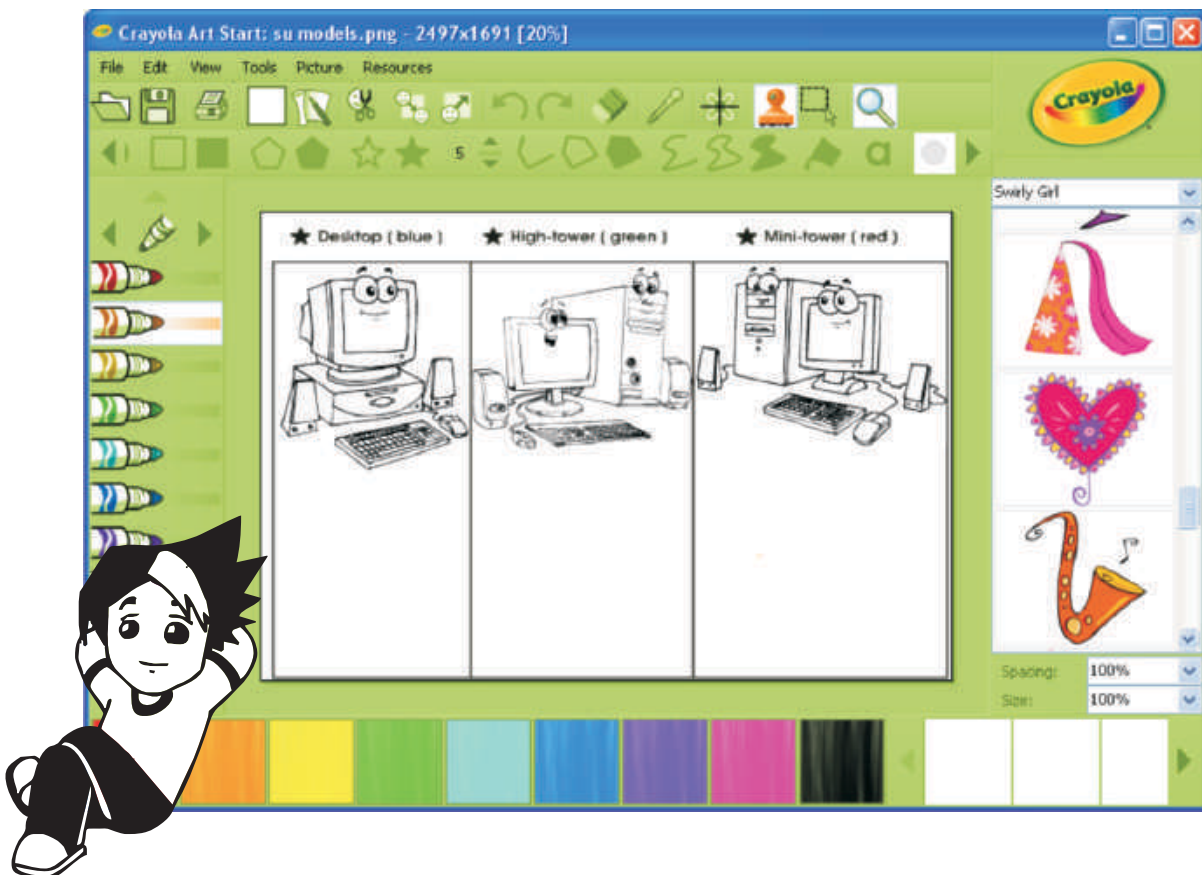 Crayola Art Start: su models.png - 2497x1691 [20%]
File Edit View Tools Picture Resources
Crayola
5
a
Swirly Girl
★ Desktop ( blue ) ★ High-tower ( green ) ★ Mini-tower ( red )
Spacing: 100%
Size: 100%